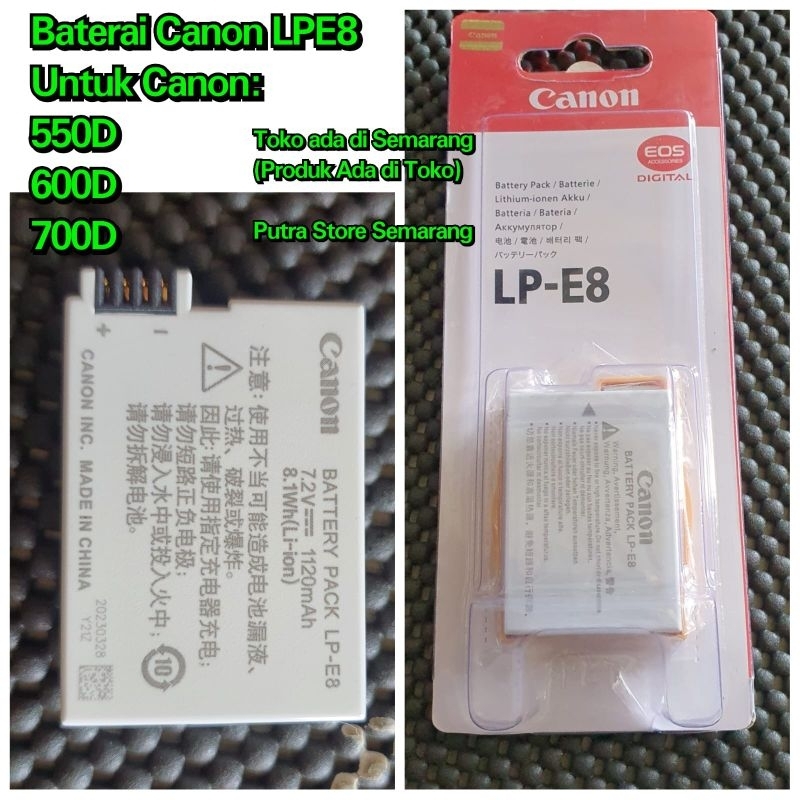 Baterai Canon LPE8
Untuk Canon:
550D
600D
700D
Toko ada di Semarang
(Produk Ada di Toko)
Putra Store Semarang
Canon
BATTERY PACK LP-E8
7.2V⎓ 1120mAh
8.1Wh(Li-ion)
注意: 使用不当可能造成电池漏液、
过热、破裂或爆炸。
因此: 请使用指定充电器充电;
请勿短路正负电极;
请勿浸入水中或投入火中;
请勿拆解电池。
CANON INC. MADE IN CHINA
+
−
10
20230328
Y21Z
Canon
Canon
EOS
ACCESSORIES
DIGITAL
Battery Pack / Batterie /
Lithium-ionen Akku /
Batteria / Bateria /
Аккумулятор /
电池 / 電池 / 배터리 팩 /
バッテリーパック
LP-E8
Canon
BATTERY PACK LP-E8